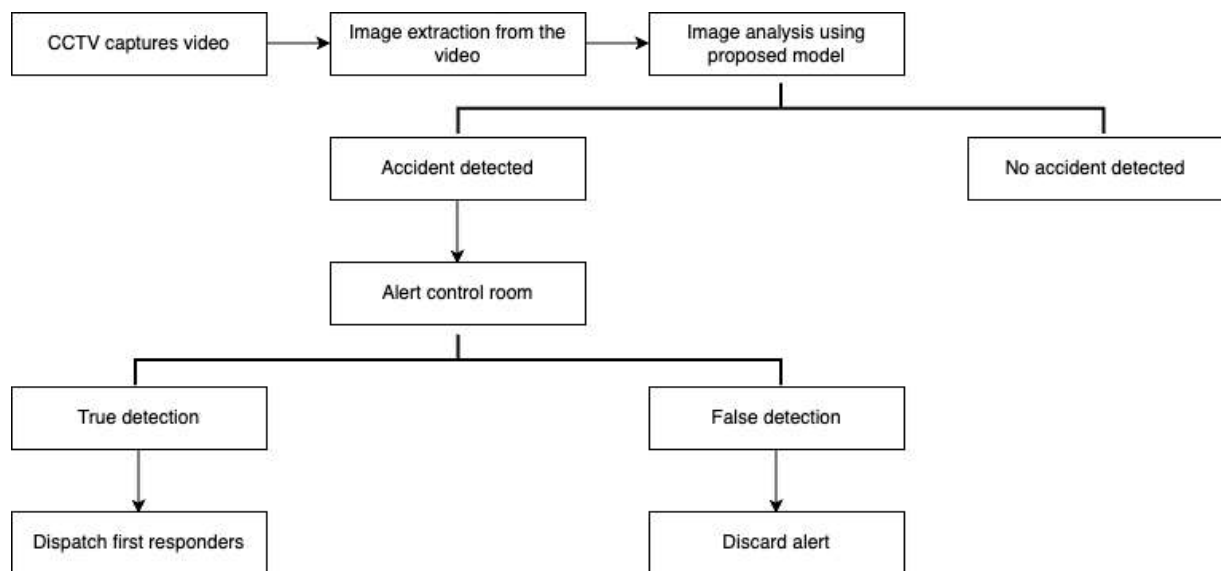 CCTV captures video
Image extraction from the
video
Image analysis using
proposed model
Accident detected
No accident detected
Alert control room
True detection
False detection
Dispatch first responders
Discard alert